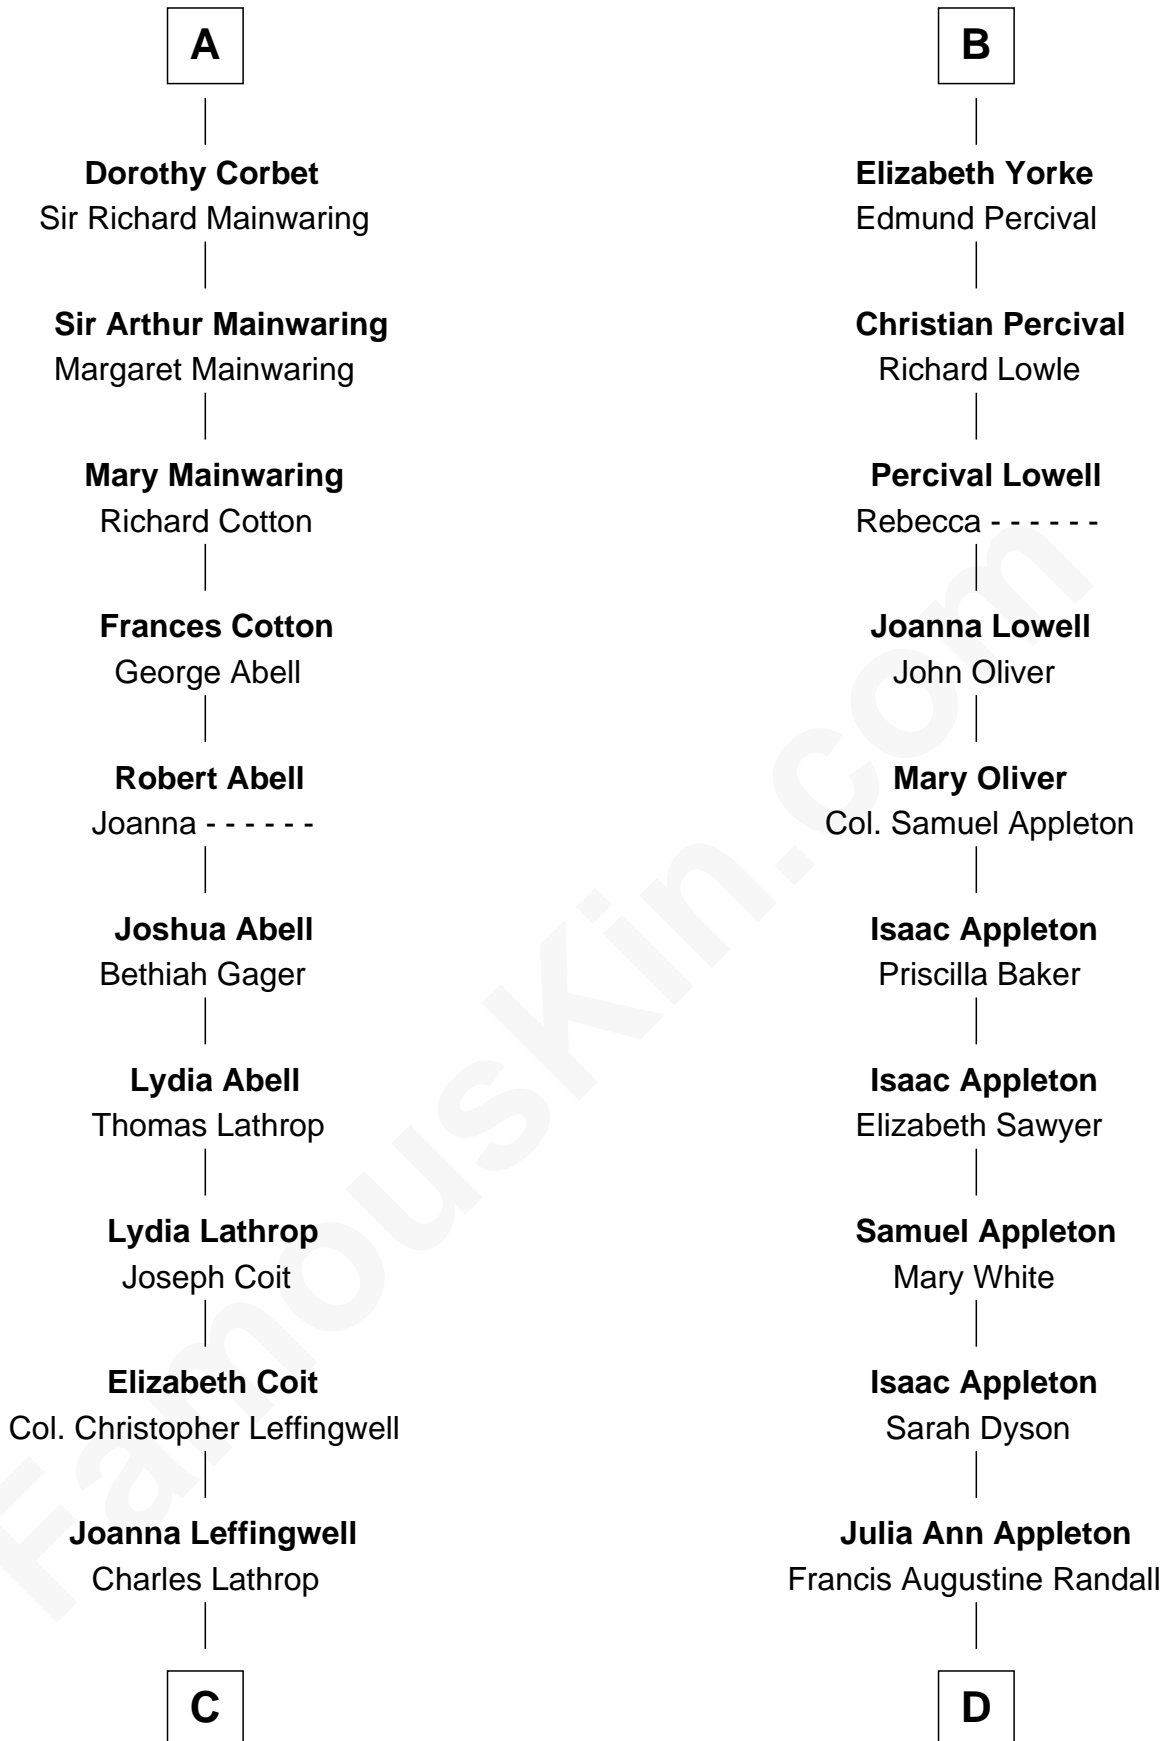 A
Dorothy Corbet
Sir Richard Mainwaring
Sir Arthur Mainwaring
Margaret Mainwaring
Mary Mainwaring
Richard Cotton
Frances Cotton
George Abell
Robert Abell
Joanna - - - - - -
Joshua Abell
Bethiah Gager
Lydia Abell
Thomas Lathrop
Lydia Lathrop
Joseph Coit
Elizabeth Coit
Col. Christopher Leffingwell
Joanna Leffingwell
Charles Lathrop
C
B
Elizabeth Yorke
Edmund Percival
Christian Percival
Richard Lowle
Percival Lowell
Rebecca - - - - - -
Joanna Lowell
John Oliver
Mary Oliver
Col. Samuel Appleton
Isaac Appleton
Priscilla Baker
Isaac Appleton
Elizabeth Sawyer
Samuel Appleton
Mary White
Isaac Appleton
Sarah Dyson
Julia Ann Appleton
Francis Augustine Randall
D
FamousKin.com